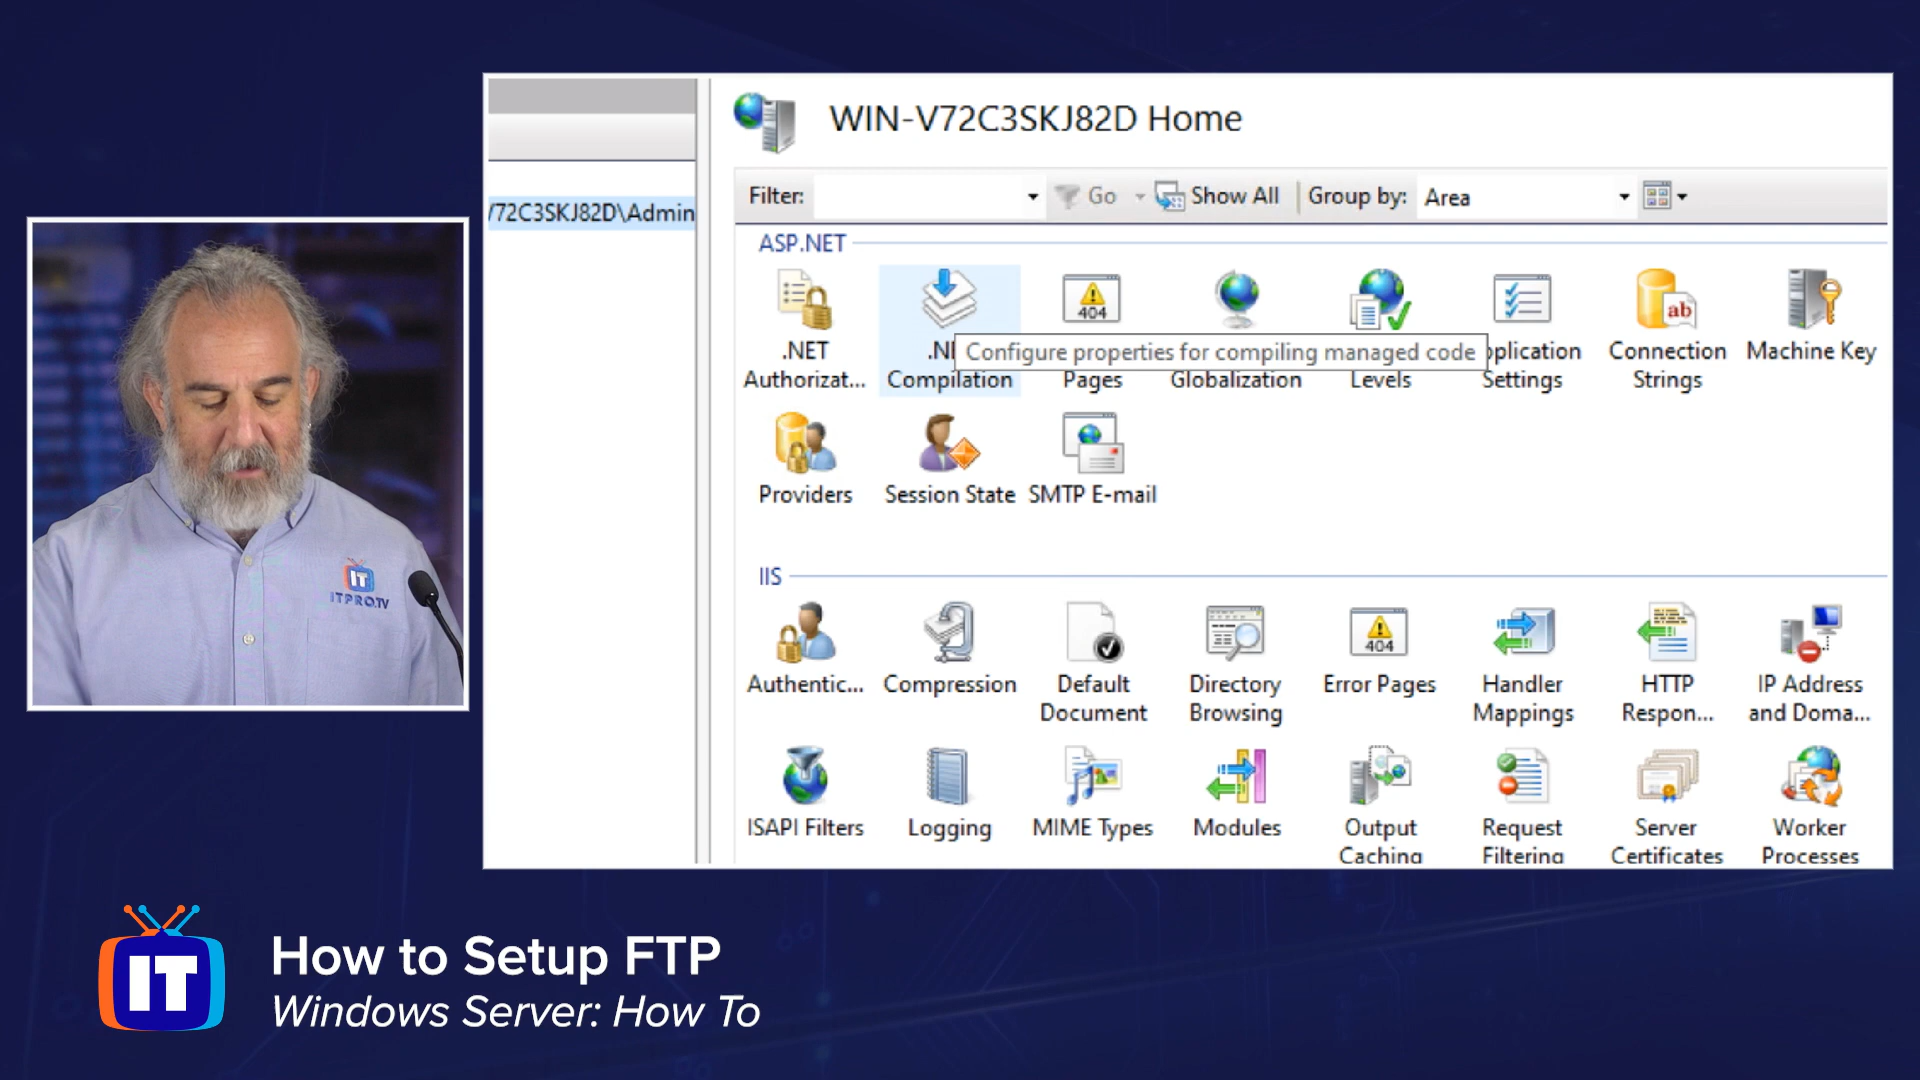 WIN-V72C3SKJ82D Home
Filter:
Go
Show All
Group by:
Area
/72C3SKJ82D\Admin
ASP.NET
.NET
Authorizat...
.NE
Compilation
404
Pages
Configure properties for compiling managed code
Globalization
Levels
pplication
Settings
ab
Connection
Strings
Machine Key
Providers
Session State
SMTP E-mail
IIS
Authentic...
Compression
Default
Document
Directory
Browsing
404
Error Pages
Handler
Mappings
HTTP
Respon...
IP Address
and Doma...
ISAPI Filters
Logging
MIME Types
Modules
Output
Caching
Request
Filtering
Server
Certificates
Worker
Processes
IT
ITPRO.TV
IT
How to Setup FTP
Windows Server: How To